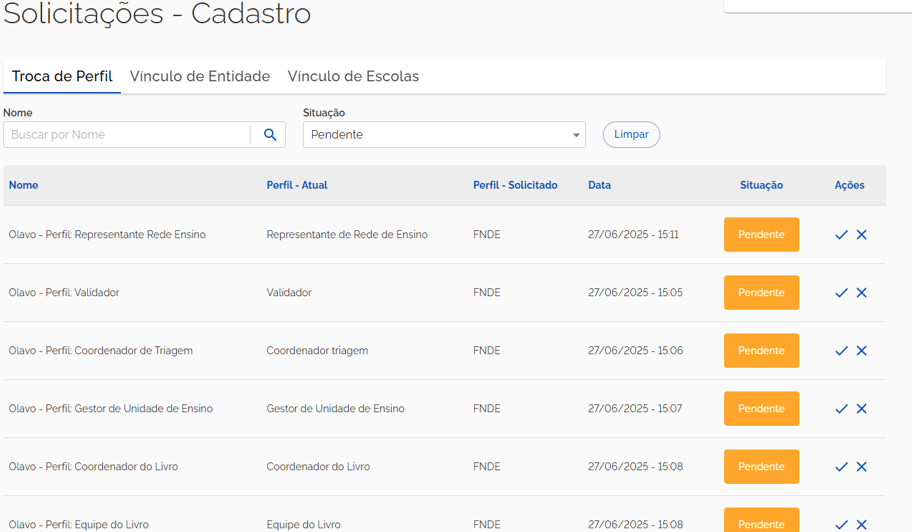 Solicitações - Cadastro
Troca de Perfil Vínculo de Entidade Vínculo de Escolas
Nome Situação
Buscar por Nome Pendente Limpar
Nome Perfil - Atual Perfil - Solicitado Data Situação Ações
Olavo - Perfil: Representante Rede Ensino Representante de Rede de Ensino FNDE 27/06/2025 - 15:11 Pendente
Olavo - Perfil: Validador Validador FNDE 27/06/2025 - 15:05 Pendente
Olavo - Perfil: Coordenador de Triagem Coordenador triagem FNDE 27/06/2025 - 15:06 Pendente
Olavo - Perfil: Gestor de Unidade de Ensino Gestor de Unidade de Ensino FNDE 27/06/2025 - 15:07 Pendente
Olavo - Perfil: Coordenador do Livro Coordenador do Livro FNDE 27/06/2025 - 15:08 Pendente
Olavo - Perfil: Equipe do Livro Equipe do Livro FNDE 27/06/2025 - 15:08 Pendente